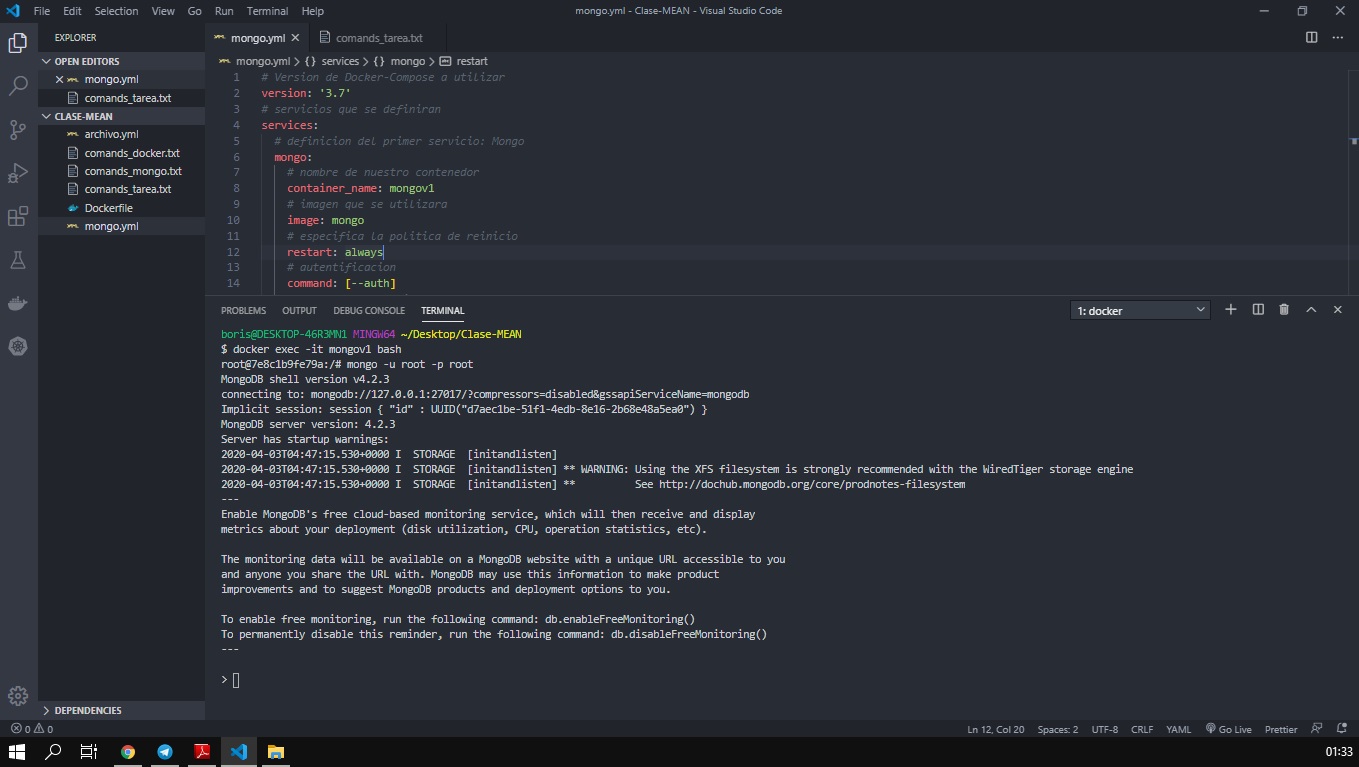 File Edit Selection View Go Run Terminal Help
mongo.yml - Clase-MEAN - Visual Studio Code
EXPLORER
OPEN EDITORS
mongo.yml
comands_tarea.txt
CLASE-MEAN
archivo.yml
comands_docker.txt
comands_mongo.txt
comands_tarea.txt
Dockerfile
mongo.yml
DEPENDENCIES
mongo.yml
comands_tarea.txt
mongo.yml > {} services > {} mongo > restart
1 # Version de Docker-Compose a utilizar
2 version: '3.7'
3 # servicios que se definiran
4 services:
5 # definicion del primer servicio: Mongo
6 mongo:
7 # nombre de nuestro contenedor
8 container_name: mongov1
9 # imagen que se utilizara
10 image: mongo
11 # especifica la politica de reinicio
12 restart: always
13 # autentificacion
14 command: [--auth]
PROBLEMS OUTPUT DEBUG CONSOLE TERMINAL
1: docker
boris@DESKTOP-46R3MN1 MINGW64 ~/Desktop/Clase-MEAN
$ docker exec -it mongov1 bash
root@7e8c1b9fe79a:/# mongo -u root -p root
MongoDB shell version v4.2.3
connecting to: mongodb://127.0.0.1:27017/?compressors=disabled&gssapiServiceName=mongodb
Implicit session: session { "id" : UUID("d7aec1be-51f1-4edb-8e16-2b68e48a5ea0") }
MongoDB server version: 4.2.3
Server has startup warnings:
2020-04-03T04:47:15.530+0000 I  STORAGE  [initandlisten]
2020-04-03T04:47:15.530+0000 I  STORAGE  [initandlisten] ** WARNING: Using the XFS filesystem is strongly recommended with the WiredTiger storage engine
2020-04-03T04:47:15.530+0000 I  STORAGE  [initandlisten] **          See http://dochub.mongodb.org/core/prodnotes-filesystem
---
Enable MongoDB's free cloud-based monitoring service, which will then receive and display
metrics about your deployment (disk utilization, CPU, operation statistics, etc).
The monitoring data will be available on a MongoDB website with a unique URL accessible to you
and anyone you share the URL with. MongoDB may use this information to make product
improvements and to suggest MongoDB products and deployment options to you.
To enable free monitoring, run the following command: db.enableFreeMonitoring()
To permanently disable this reminder, run the following command: db.disableFreeMonitoring()
---
>
0 0
Ln 12, Col 20 Spaces: 2 UTF-8 CRLF YAML Go Live Prettier
01:33